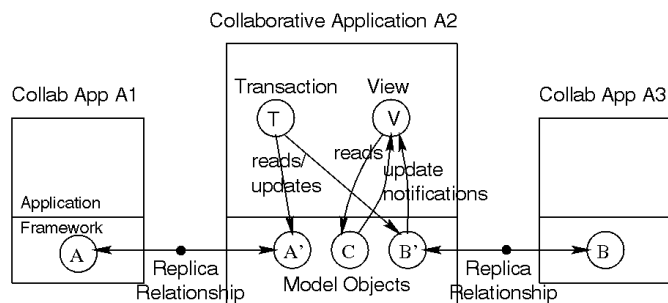 Collaborative Application A2
Collab App A1
Transaction
View
Collab App A3
T
V
reads/
updates
reads
update
notifications
Application
Framework
A
A'
C
B'
B
Replica
Relationship
Model Objects
Replica
Relationship